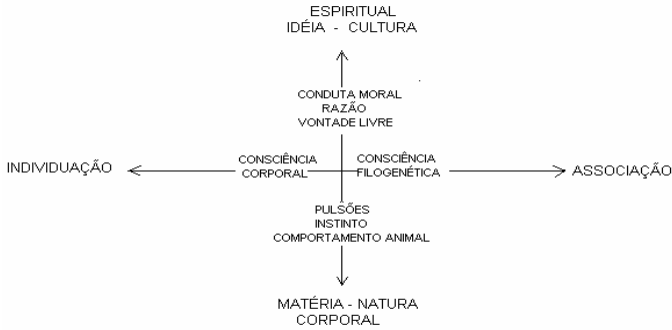 ESPIRITUAL
IDÉIA - CULTURA
CONDUTA MORAL
RAZÃO
VONTADE LIVRE
INDIVIDUAÇÃO
CONSCIÊNCIA
CORPORAL
CONSCIÊNCIA
FILOGENÉTICA
ASSOCIAÇÃO
PULSÕES
INSTINTO
COMPORTAMENTO ANIMAL
MATÉRIA - NATURA
CORPORAL